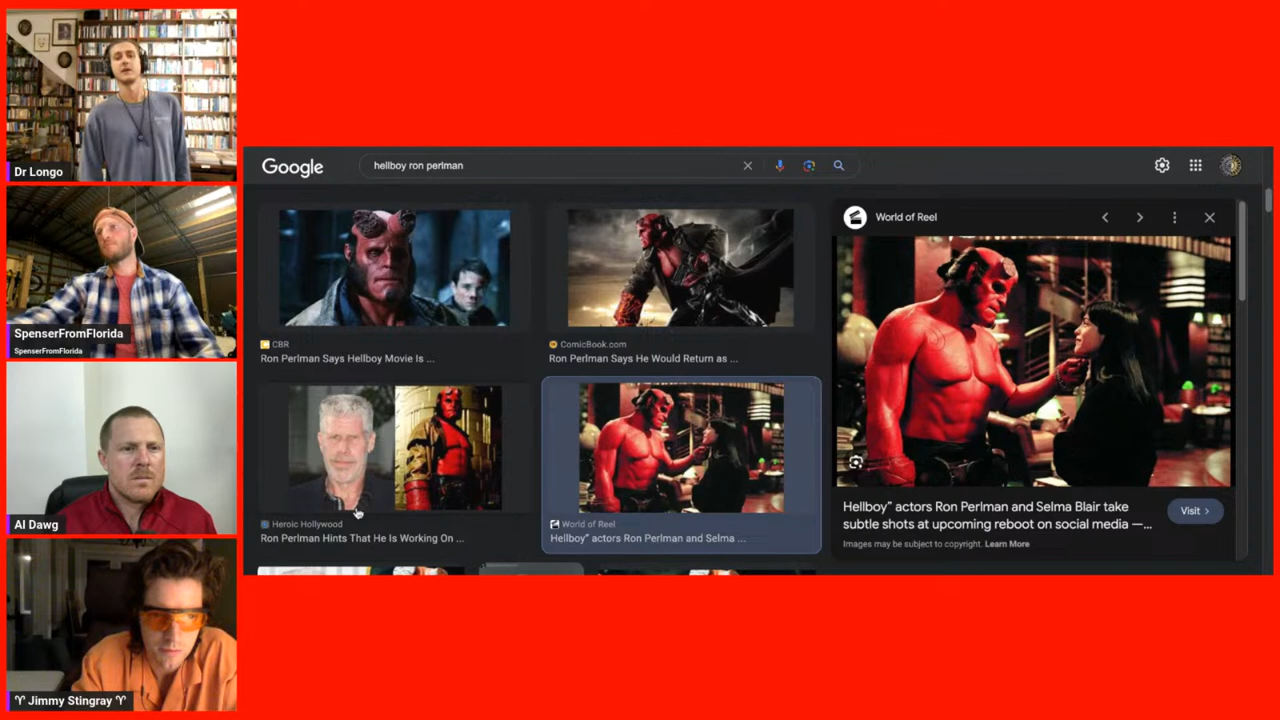 Dr Longo
SpenserFromFlorida
SpenserFromFlorida
Al Dawg
♈ Jimmy Stingray ♈
Google
hellboy ron perlman
CBR
Ron Perlman Says Hellboy Movie Is ...
ComicBook.com
Ron Perlman Says He Would Return as ...
Heroic Hollywood
Ron Perlman Hints That He Is Working On ...
World of Reel
Hellboy” actors Ron Perlman and Selma ...
World of Reel
Hellboy” actors Ron Perlman and Selma Blair take
subtle shots at upcoming reboot on social media —...
Visit
Images may be subject to copyright. Learn More